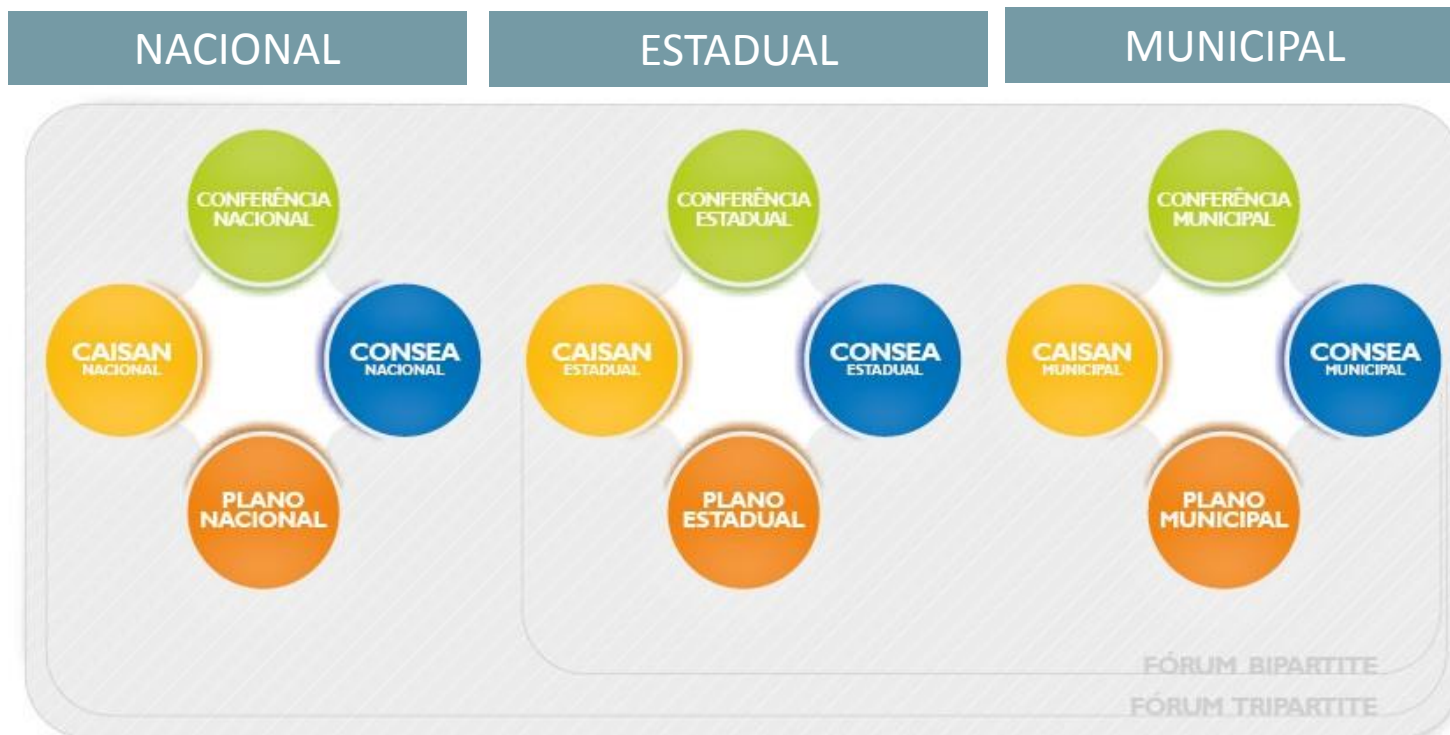 NACIONAL
ESTADUAL
MUNICIPAL
CONFERÊNCIA
NACIONAL
CAISAN
NACIONAL
CONSEA
NACIONAL
PLANO
NACIONAL
CONFERÊNCIA
ESTADUAL
CAISAN
ESTADUAL
CONSEA
ESTADUAL
PLANO
ESTADUAL
CONFERÊNCIA
MUNICIPAL
CAISAN
MUNICIPAL
CONSEA
MUNICIPAL
PLANO
MUNICIPAL
FÓRUM BIPARTITE
FÓRUM TRIPARTITE